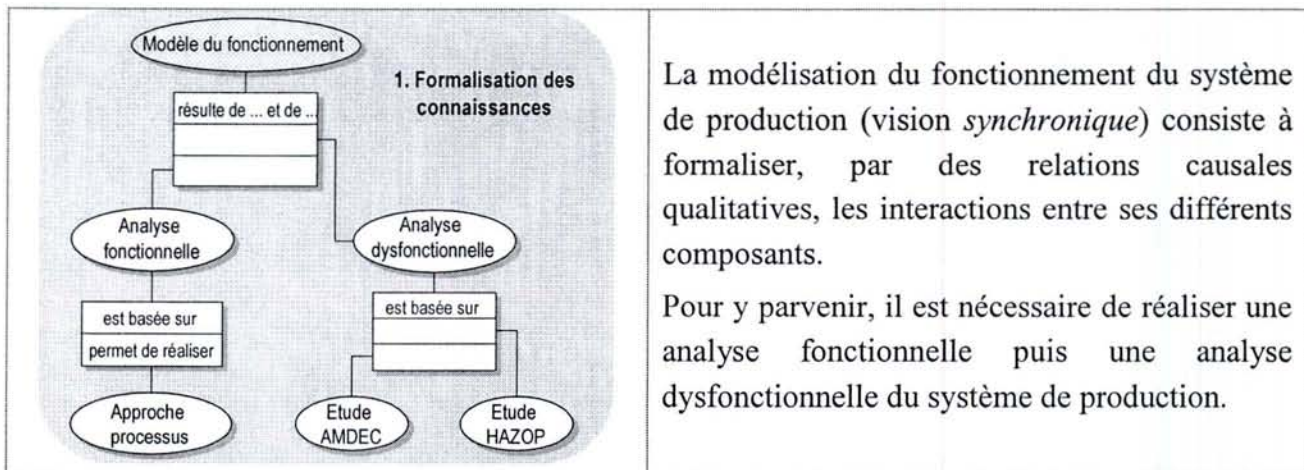 Modèle du fonctionnement
1. Formalisation des
connaissances
résulte de ... et de ..
Analyse
fonctionnelle
Analyse
dysfonctionnelle
est basée sur
permet de réaliser
est basée sur
Approche
processus
Etude
AMDEC
Etude
HAZOP
La modélisation du fonctionnement du système
de production (vision synchronique) consiste à
formaliser, par des relations causales
qualitatives, les interactions entre ses différents
composants.
Pour y parvenir, il est nécessaire de réaliser une
analyse fonctionnelle puis une analyse
dysfonctionnelle du système de production.